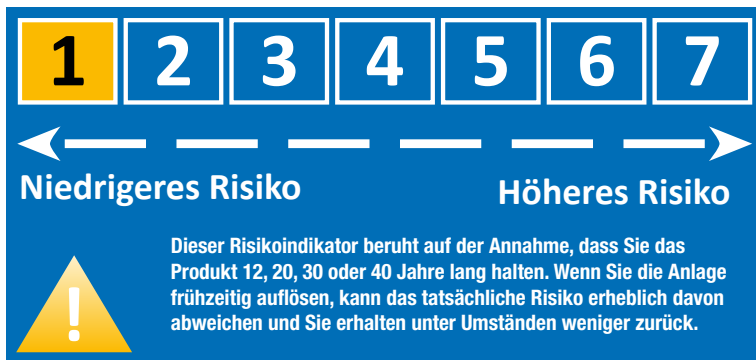 1 2 3 4 5 6 7
Niedrigeres Risiko Höheres Risiko
Dieser Risikoindikator beruht auf der Annahme, dass Sie das
Produkt 12, 20, 30 oder 40 Jahre lang halten. Wenn Sie die Anlage
frühzeitig auflösen, kann das tatsächliche Risiko erheblich davon
abweichen und Sie erhalten unter Umständen weniger zurück.
!